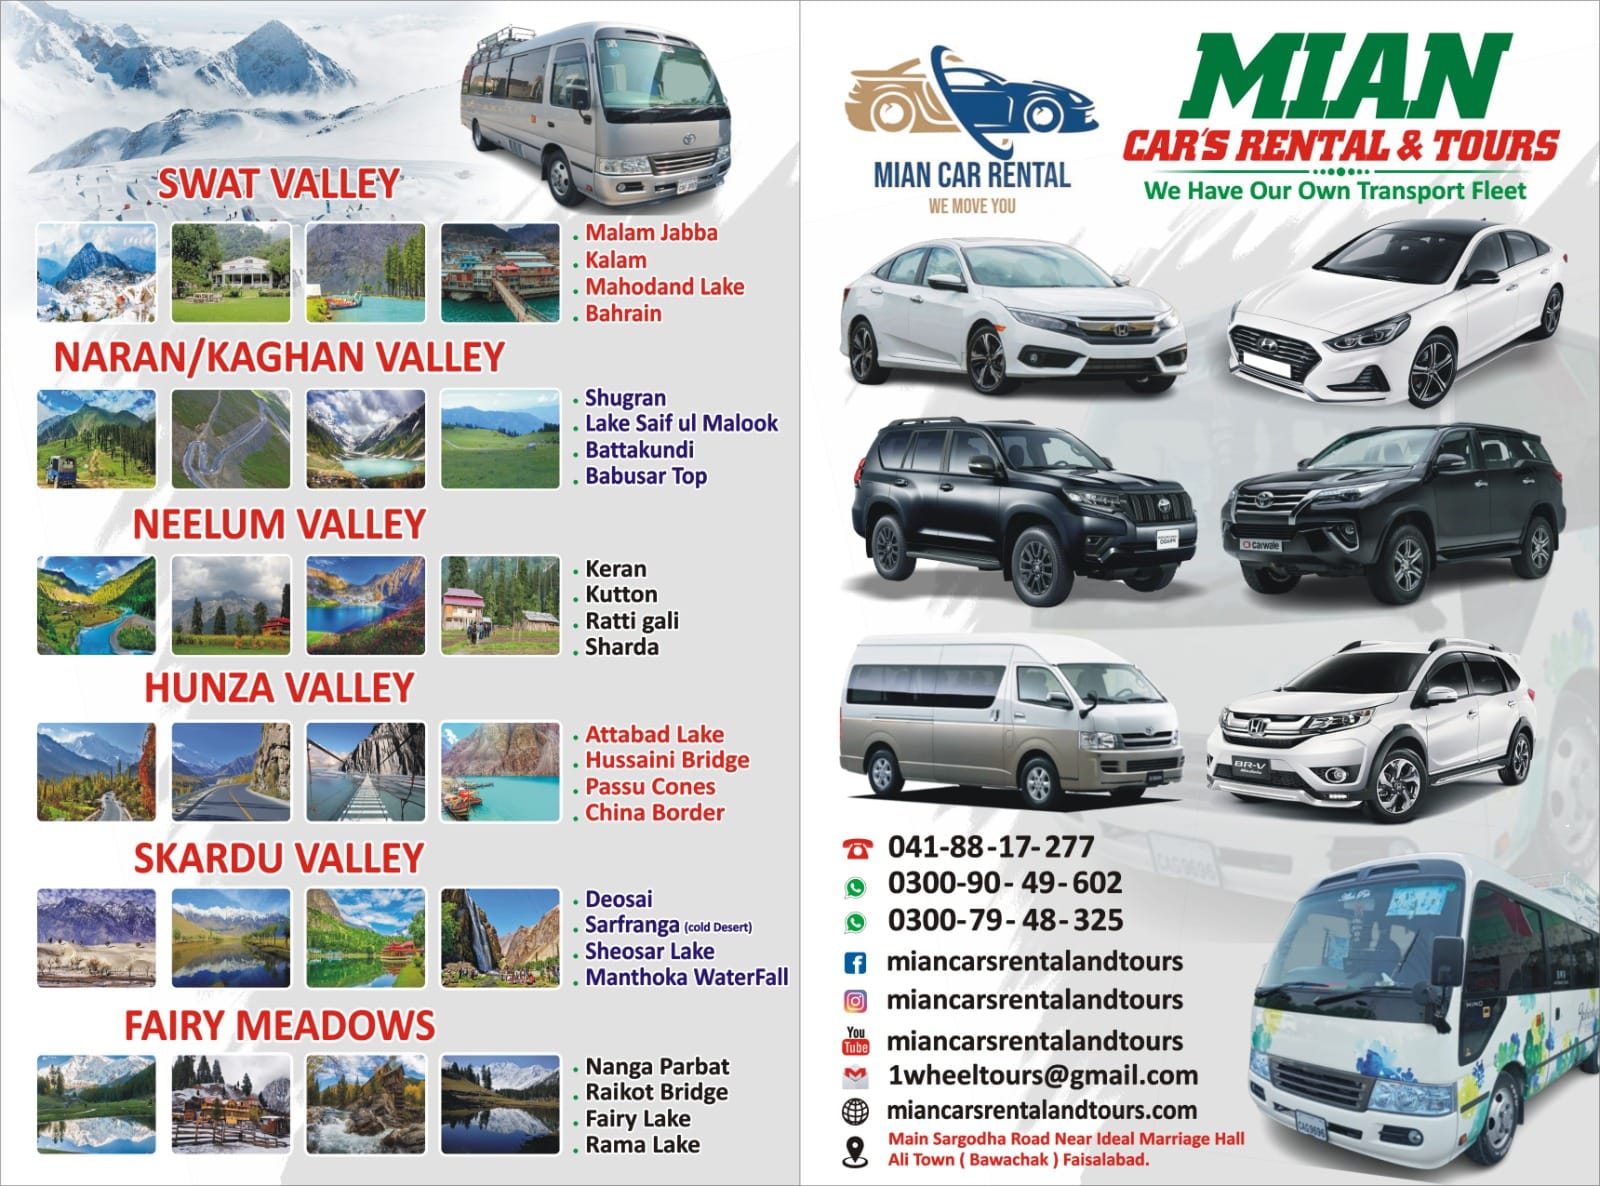 SWAT VALLEY
. Malam Jabba
. Kalam
. Mahodand Lake
. Bahrain
NARAN/KAGHAN VALLEY
. Shugran
. Lake Saif ul Malook
. Battakundi
. Babusar Top
NEELUM VALLEY
. Keran
. Kutton
. Ratti gali
. Sharda
HUNZA VALLEY
. Attabad Lake
. Hussaini Bridge
. Passu Cones
. China Border
SKARDU VALLEY
. Deosai
. Sarfranga (cold Desert)
. Sheosar Lake
. Manthoka WaterFall
FAIRY MEADOWS
. Nanga Parbat
. Raikot Bridge
. Fairy Lake
. Rama Lake
MIAN CAR RENTAL
WE MOVE YOU
MIAN
CAR'S RENTAL & TOURS
We Have Our Own Transport Fleet
carwale
BR-V
041-88-17-277
0300-90-49-602
0300-79-48-325
miancarsrentalandtours
miancarsrentalandtours
You
Tube
miancarsrentalandtours
1wheeltours@gmail.com
miancarsrentalandtours.com
Main Sargodha Road Near Ideal Marriage Hall
Ali Town ( Bawachak ) Faisalabad.
HINO
CAG9696